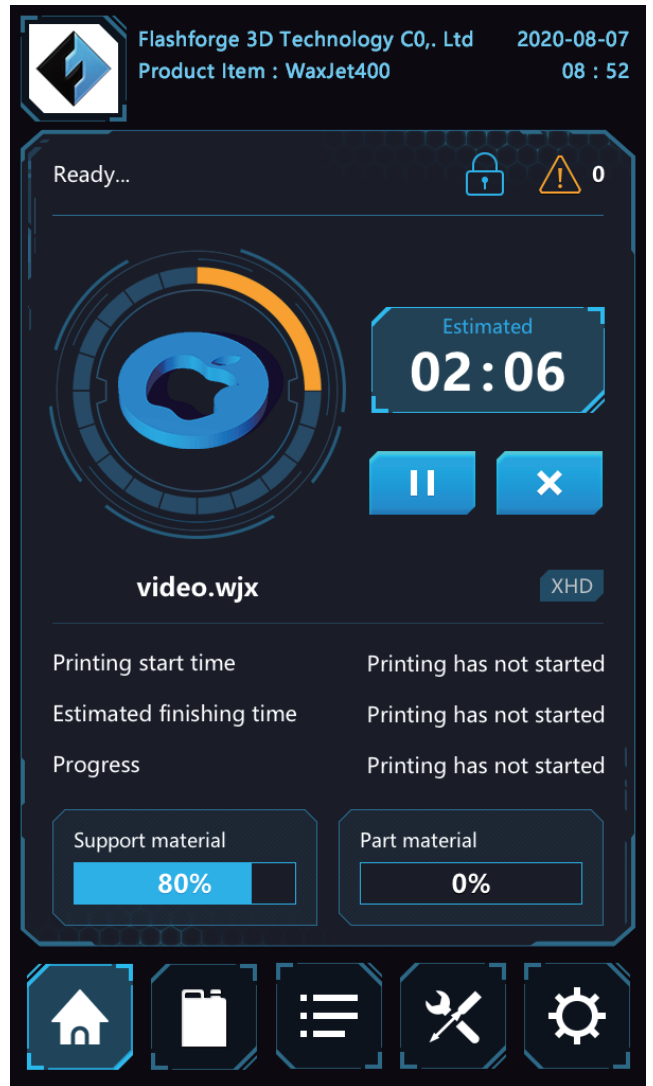 Flashforge 3D Technology C0,. Ltd 2020-08-07
Product Item : WaxJet400 08 : 52
Ready... 0
Estimated
02:06
video.wjx XHD
Printing start time Printing has not started
Estimated finishing time Printing has not started
Progress Printing has not started
Support material Part material
80% 0%